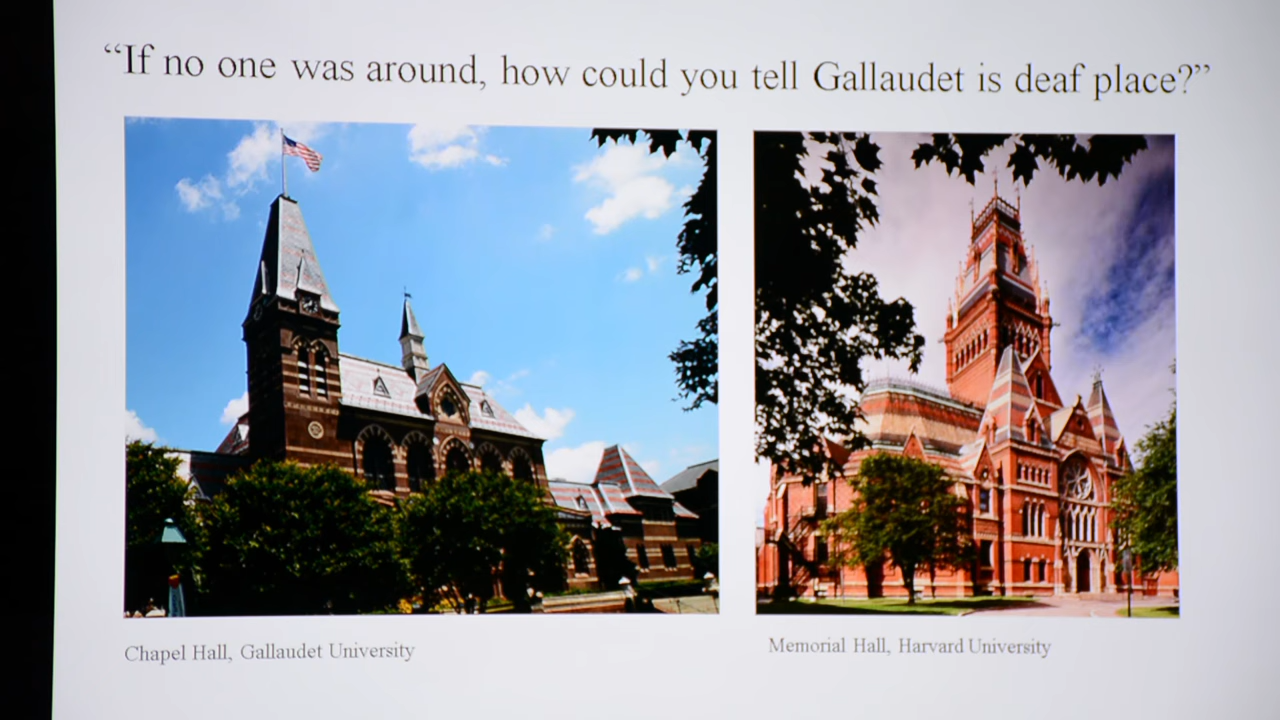 “If no one was around, how could you tell Gallaudet is deaf place?”
Chapel Hall, Gallaudet University
Memorial Hall, Harvard University